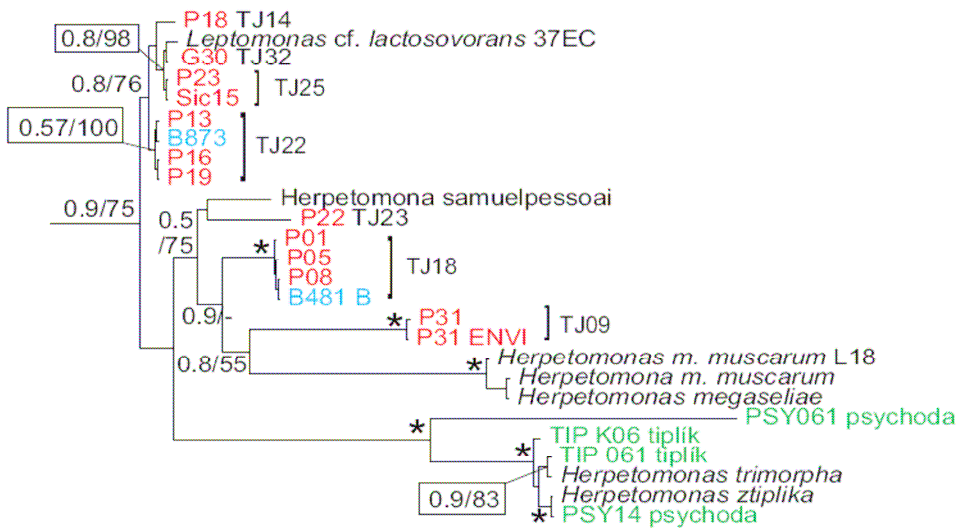 P18 TJ14
0.8/98
Leptomonas cf. lactosovorans 37EC
G30 TJ32
0.8/76
P23
TJ25
Sic15
P13
0.57/100
B873
TJ22
P16
P19
Herpetomona samuelpessoai
0.9/75
0.5
/75
P22 TJ23
P01
*
P05
TJ18
P08
B481 B
0.9/-
*
P31
TJ09
P31 ENVI
0.8/55
*
Herpetomonas m. muscarum L18
Herpetomona m. muscarum
Herpetomonas megaseliae
*
PSY061 psychoda
*
TIP K06 tiplík
TIP 061 tiplík
Herpetomonas trimorpha
0.9/83
Herpetomonas ztiplika
*
PSY14 psychoda